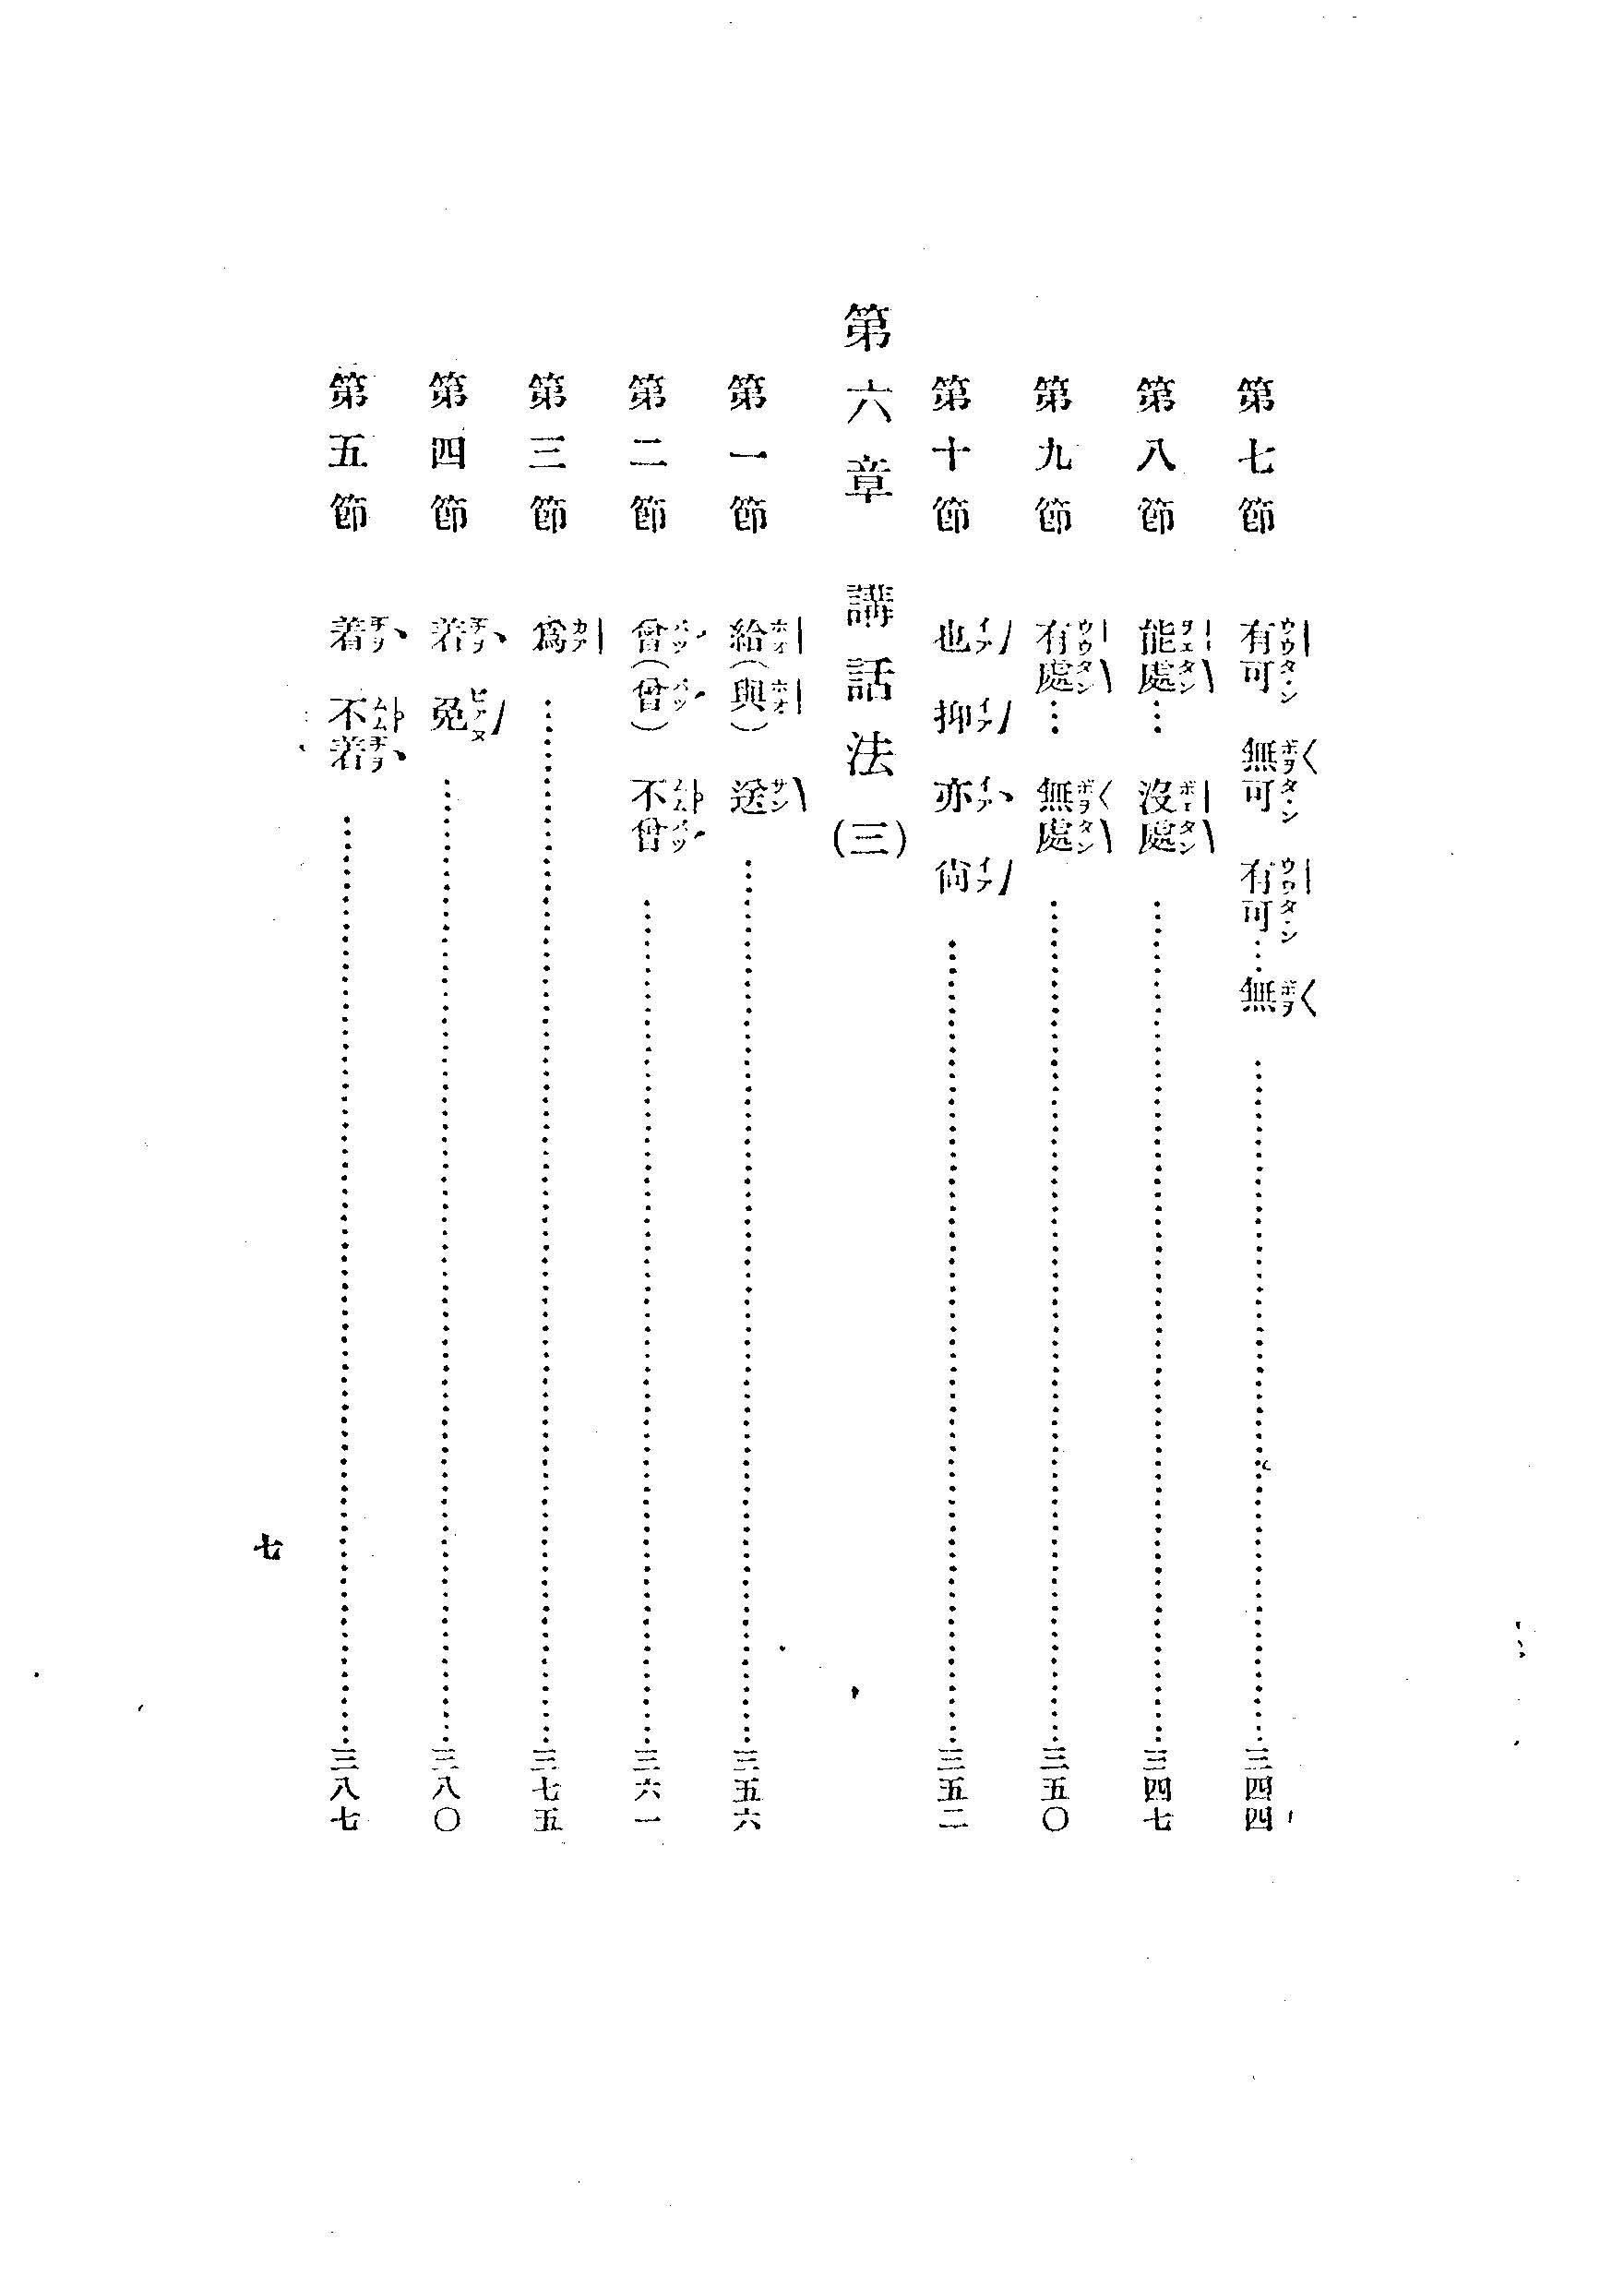 第七節　有可　無可　有可…無……三四四
第八節　能處…　沒處……三四七
第九節　有處…　無處……三五〇
第十節　也　抑　亦　尙……三五二
第六章　講話法(三)
第一節　給(與)　送……三五六
第二節　曾(曾)　不曾……三六一
第三節　爲……三七五
第四節　着　免……三八〇
第五節　着　不着……三八七
七